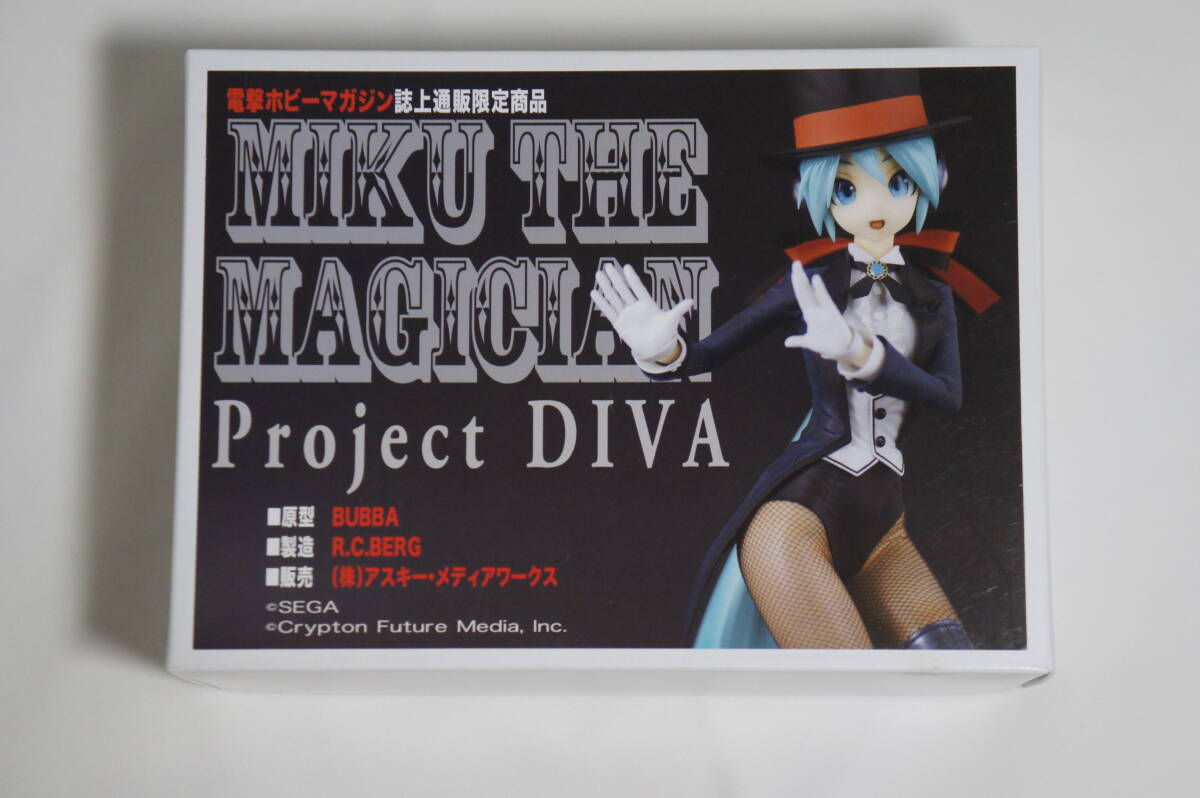 電撃ホビーマガジン誌上通販限定商品
MIKU THE
MAGICIAN
Project DIVA
■原型 BUBBA
■製造 R.C.BERG
■販売 (株)アスキー・メディアワークス
©SEGA
©Crypton Future Media, Inc.